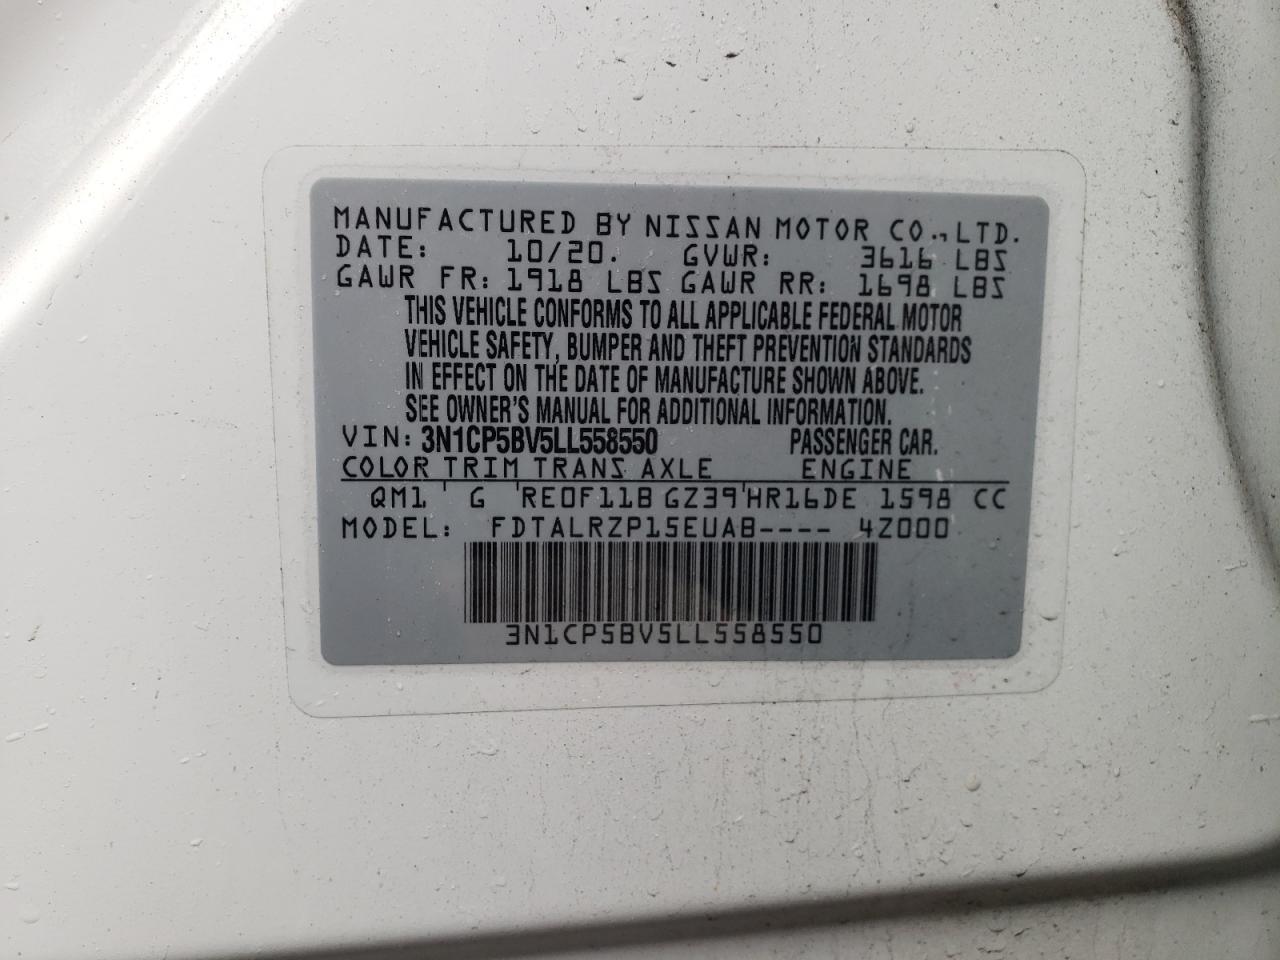 MANUFACTURED BY NISSAN MOTOR CO., LTD.
DATE: 10/20. GVWR: 3616 LBS
GAWR FR: 1918 LBS GAWR RR: 1698 LBS
THIS VEHICLE CONFORMS TO ALL APPLICABLE FEDERAL MOTOR
VEHICLE SAFETY, BUMPER AND THEFT PREVENTION STANDARDS
IN EFFECT ON THE DATE OF MANUFACTURE SHOWN ABOVE.
SEE OWNER'S MANUAL FOR ADDITIONAL INFORMATION.
VIN: 3N1CP5BV5LL558550 PASSENGER CAR.
COLOR TRIM TRANS AXLE ENGINE
QM1 G RE0F11B GZ39 HR16DE 1598 CC
MODEL: FDTALRZP15EUAB---- 4Z000
3N1CP5BV5LL558550